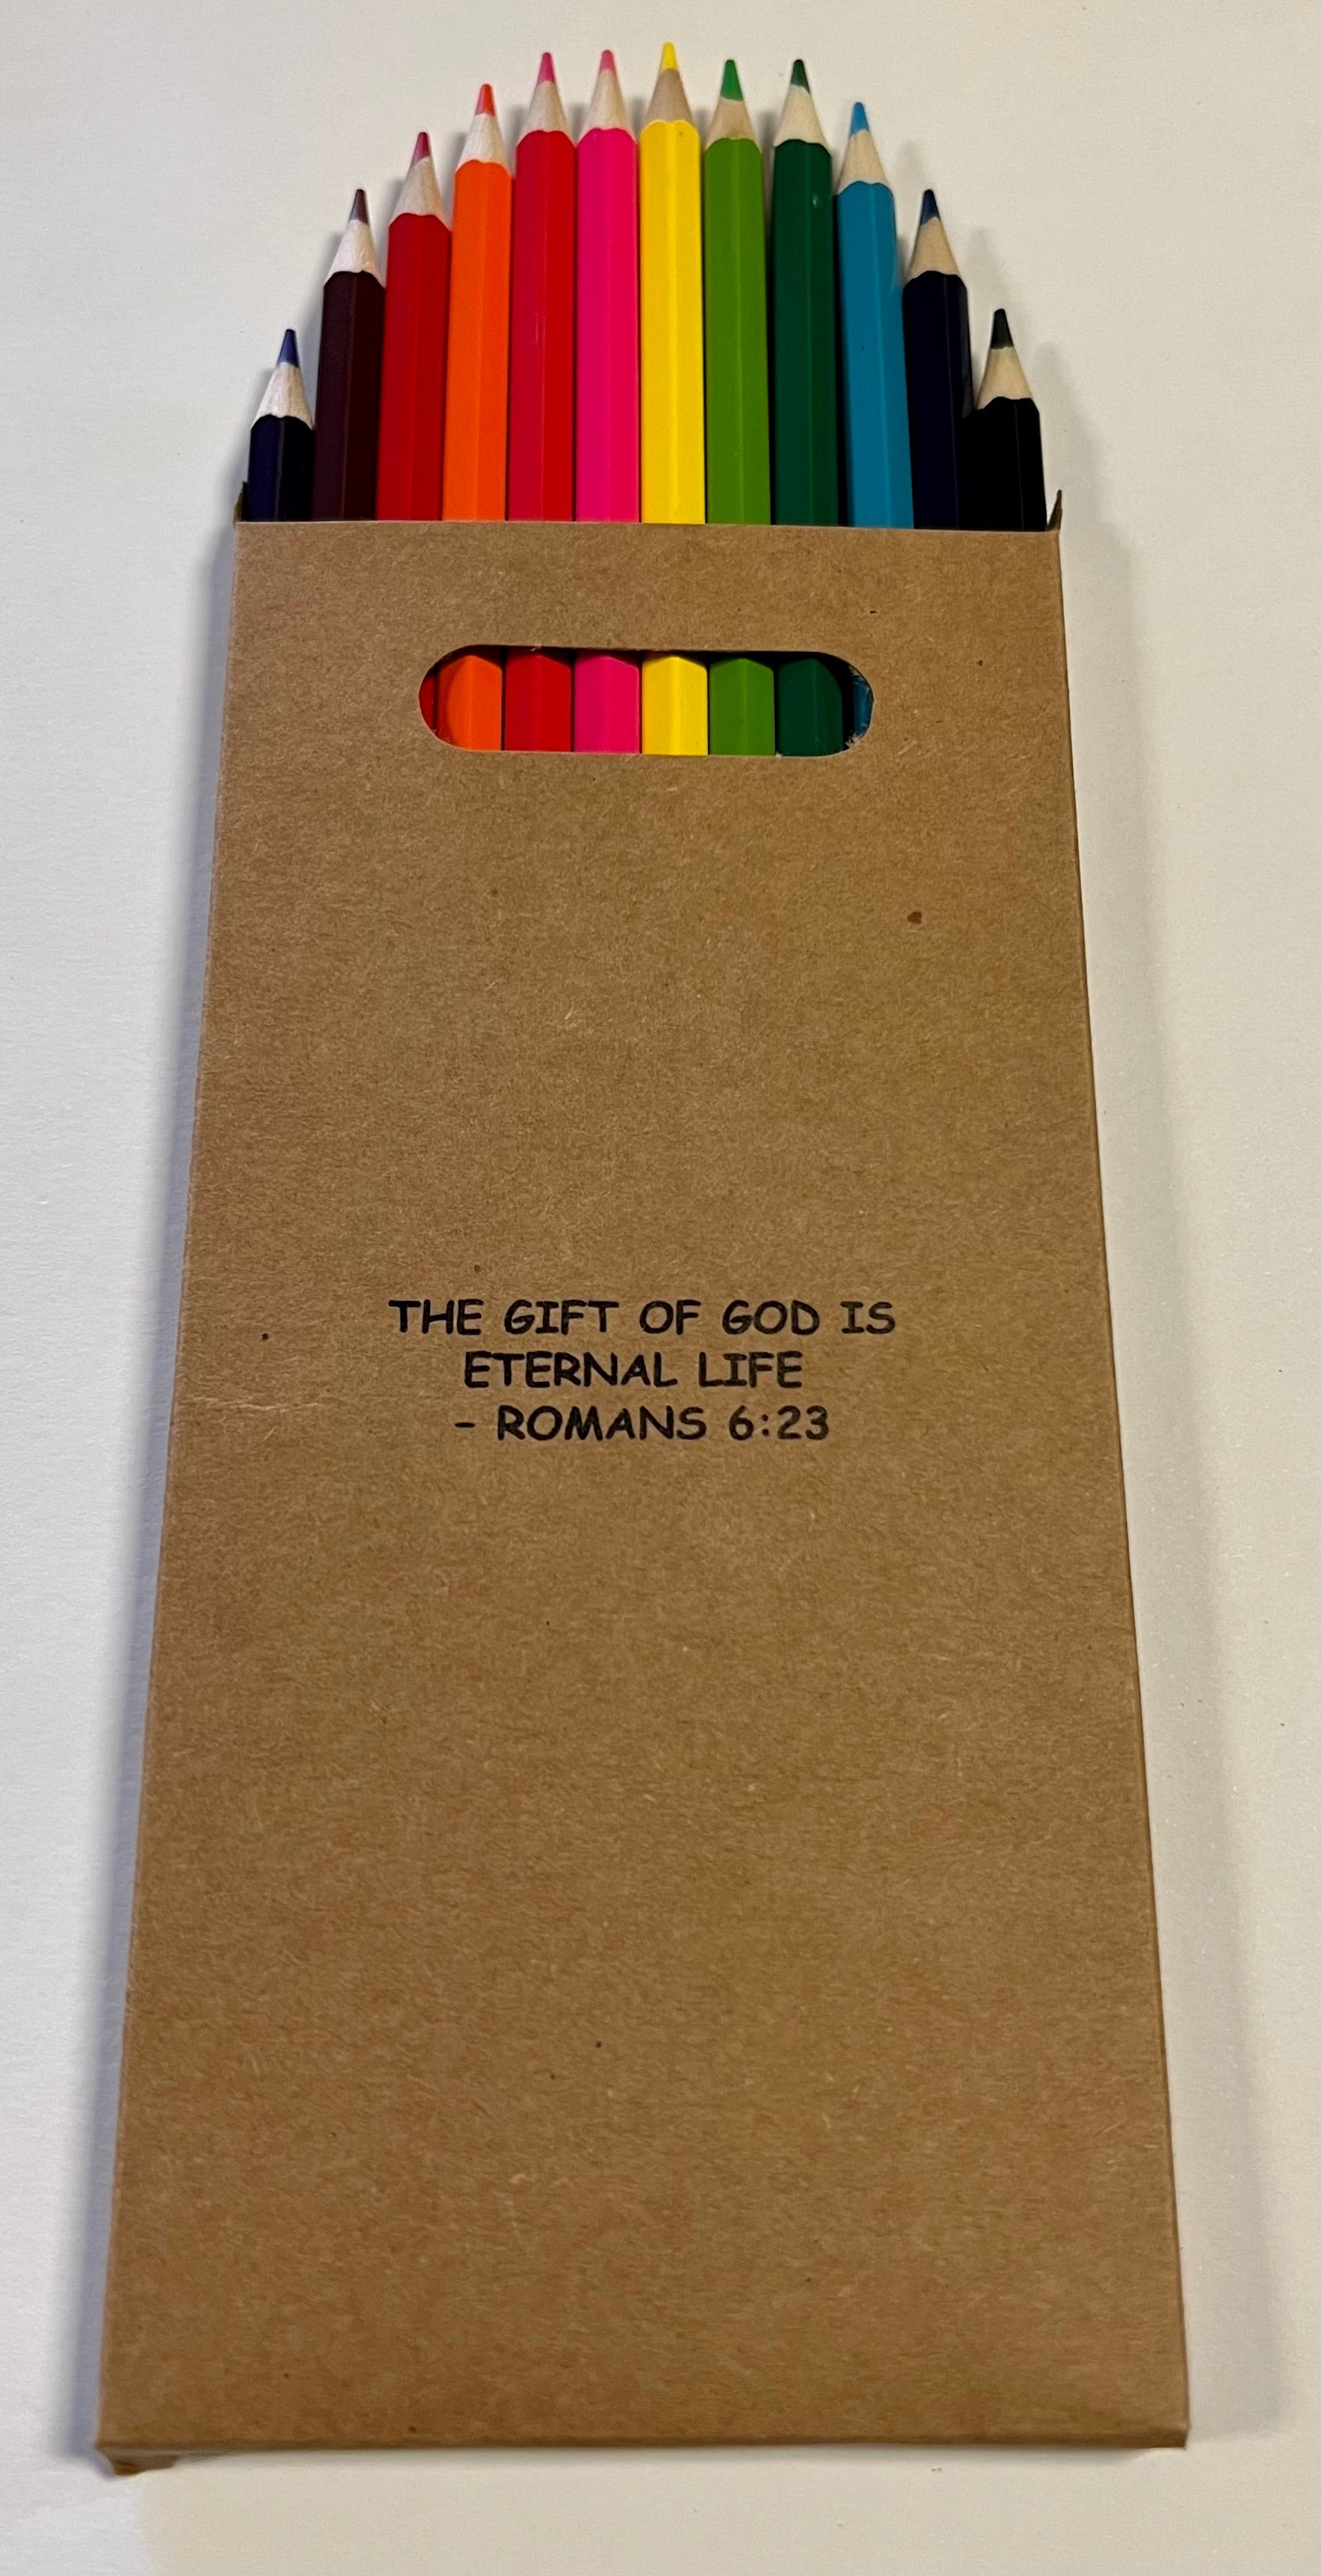 THE GIFT OF GOD IS
ETERNAL LIFE
- ROMANS 6:23